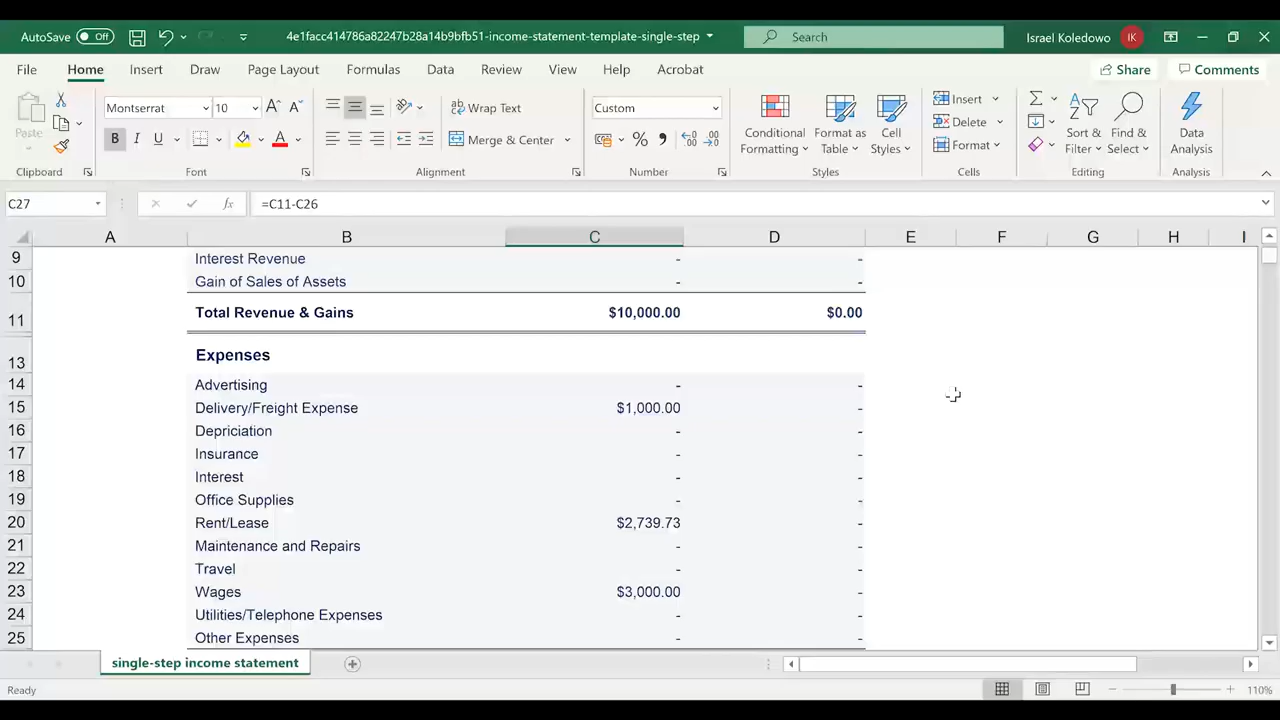 AutoSave Off 4e1facc414786a82247b28a14b9bfb51-income-statement-template-single-step Search Israel Koledowo IK
File Home Insert Draw Page Layout Formulas Data Review View Help Acrobat Share Comments
Montserrat 10 A A Wrap Text Custom Insert
Paste B I U A Merge & Center % , Conditional Formatting Format as Table Cell Styles Delete Format Sort & Filter Find & Select Data Analysis
Clipboard Font Alignment Number Styles Cells Editing Analysis
C27 fx =C11-C26
A B C D E F G H I
9 Interest Revenue - -
10 Gain of Sales of Assets - -
11 Total Revenue & Gains $10,000.00 $0.00
13 Expenses
14 Advertising - -
15 Delivery/Freight Expense $1,000.00 -
16 Depriciation - -
17 Insurance - -
18 Interest - -
19 Office Supplies - -
20 Rent/Lease $2,739.73 -
21 Maintenance and Repairs - -
22 Travel - -
23 Wages $3,000.00 -
24 Utilities/Telephone Expenses - -
25 Other Expenses - -
single-step income statement
Ready 110%